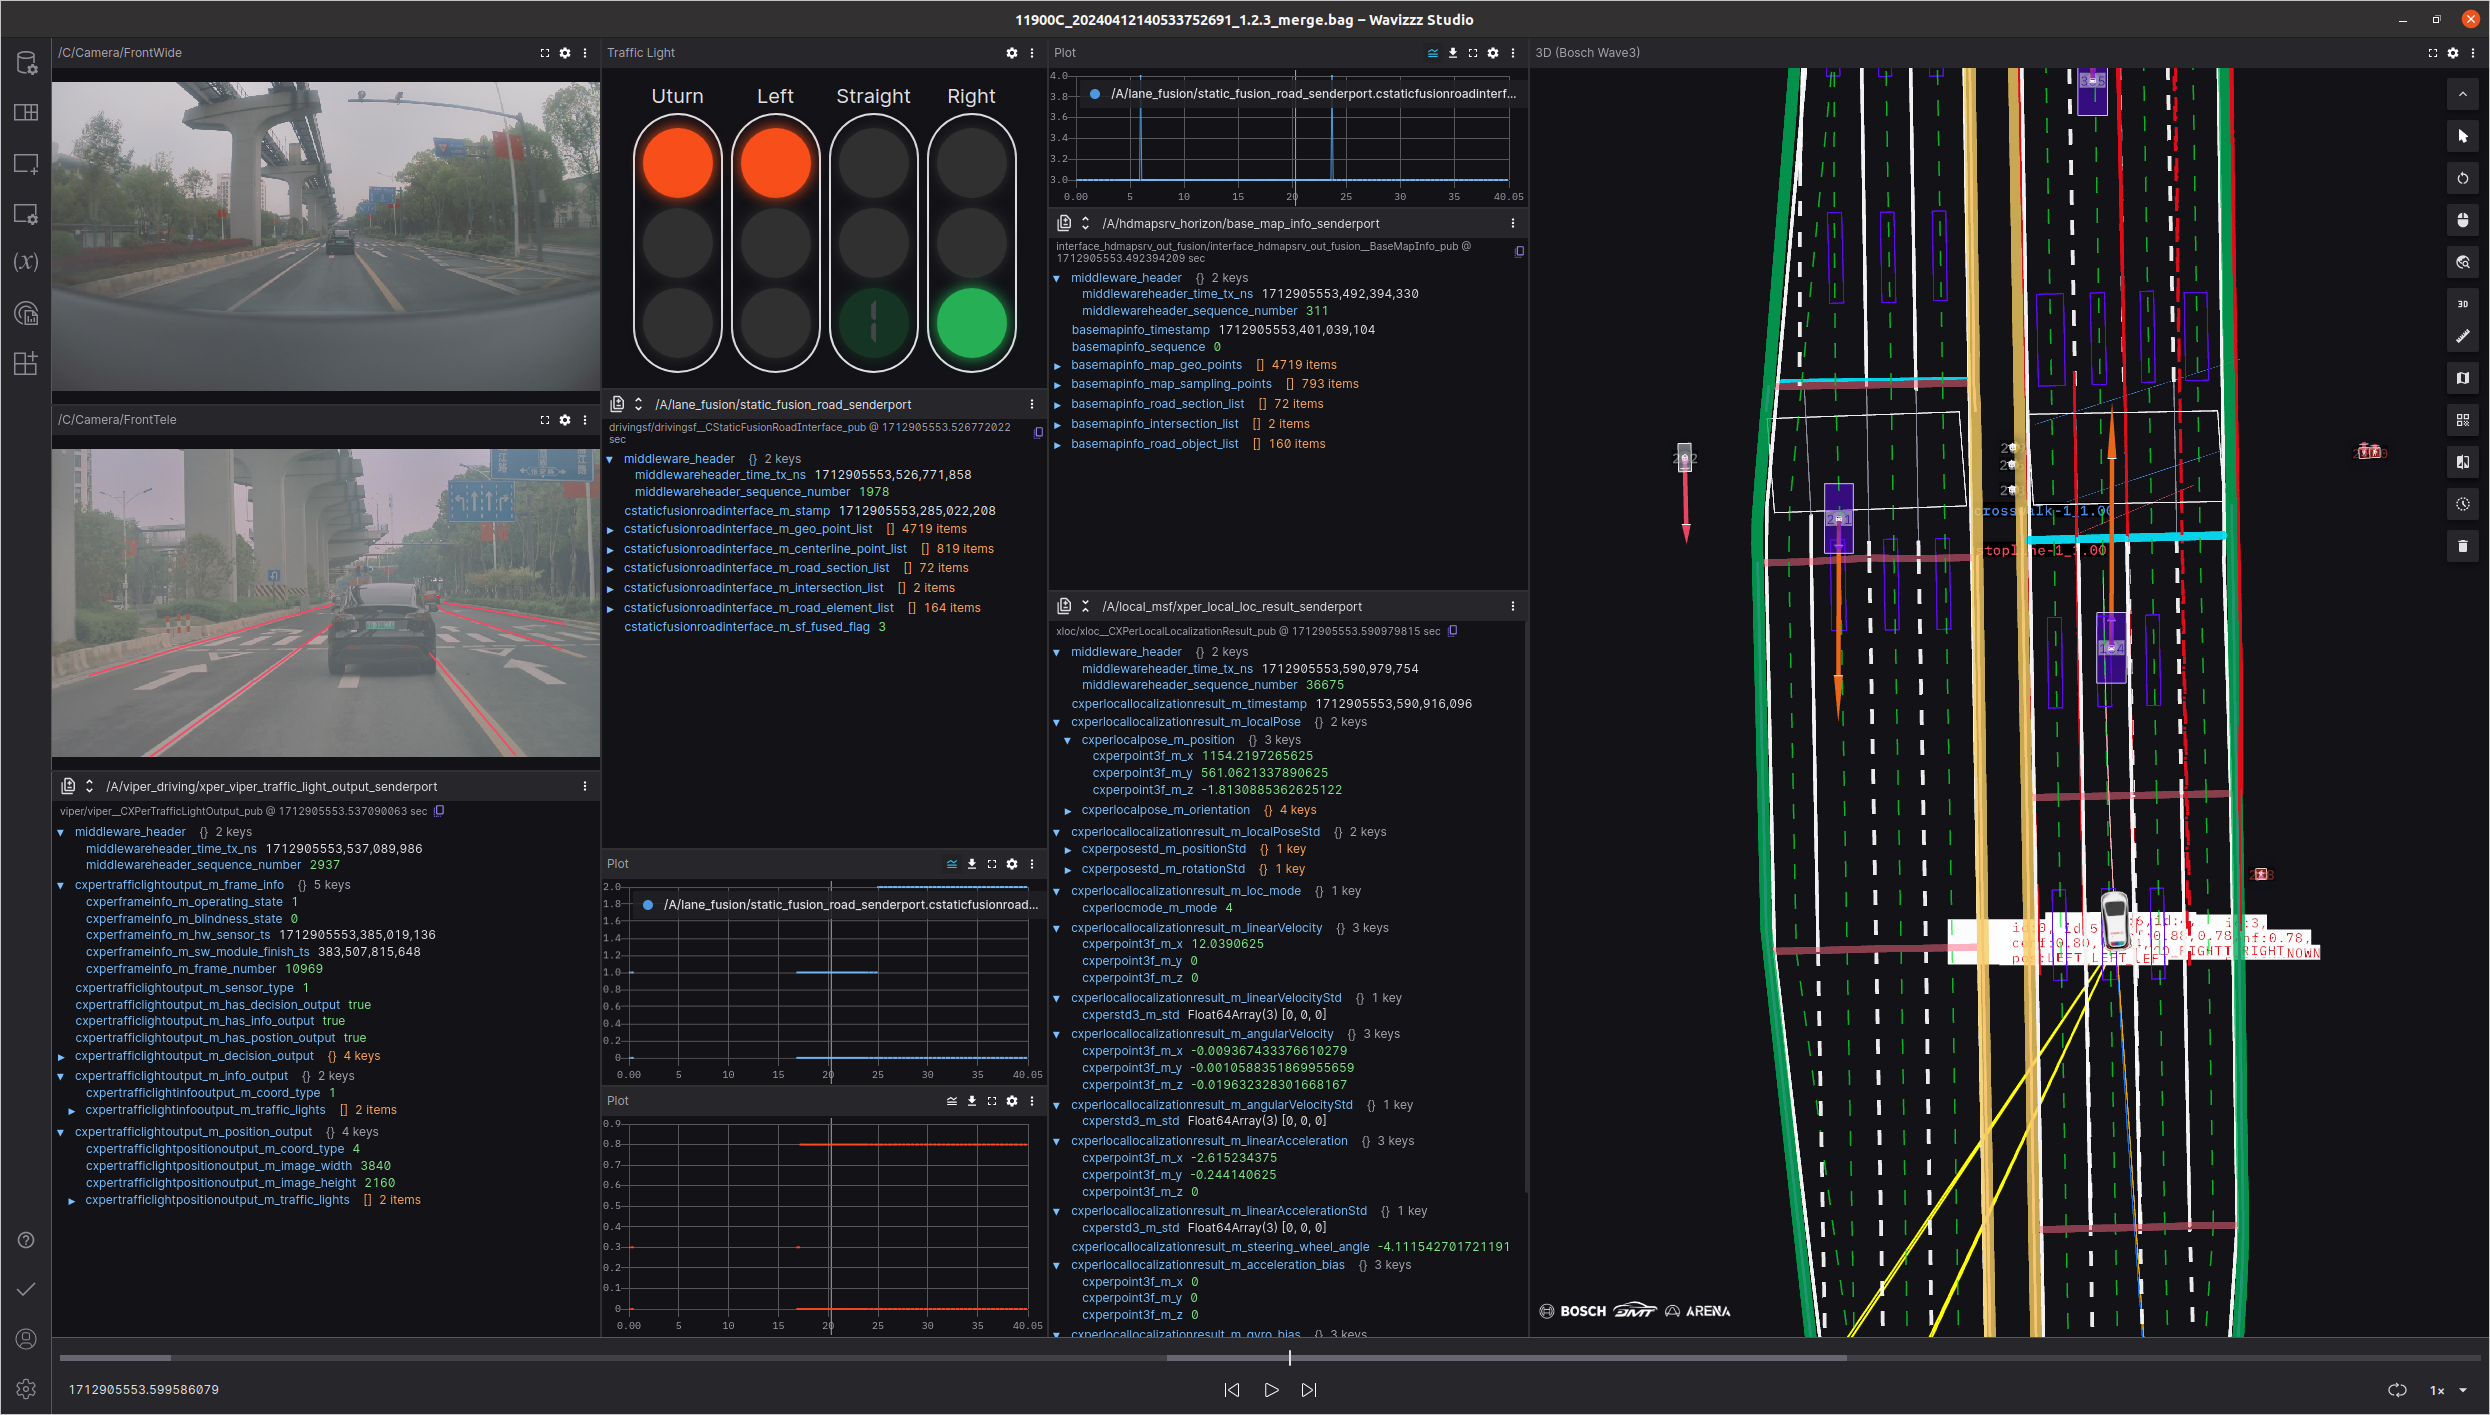 11900C_20240412140533752691_1.2.3_merge.bag – Wavizzz Studio
/C/Camera/FrontWide
/C/Camera/FrontTele
/A/viper_driving/xper_viper_traffic_light_output_senderport
viper/viper__CXPerTrafficLightOutput_pub @ 1712905553.537090063 sec
middleware_header {} 2 keys
middlewareheader_time_tx_ns 1712905553,537,089,986
middlewareheader_sequence_number 2937
cxpertrafficlightoutput_m_frame_info {} 5 keys
cxperframeinfo_m_operating_state 1
cxperframeinfo_m_blindness_state 0
cxperframeinfo_m_hw_sensor_ts 1712905553,385,019,136
cxperframeinfo_m_sw_module_finish_ts 383,507,815,648
cxperframeinfo_m_frame_number 10969
cxpertrafficlightoutput_m_sensor_type 1
cxpertrafficlightoutput_m_has_decision_output true
cxpertrafficlightoutput_m_has_info_output true
cxpertrafficlightoutput_m_has_postion_output true
cxpertrafficlightoutput_m_decision_output {} 4 keys
cxpertrafficlightoutput_m_info_output {} 2 keys
cxpertrafficlightinfooutput_m_coord_type 1
cxpertrafficlightinfooutput_m_traffic_lights [] 2 items
cxpertrafficlightoutput_m_position_output {} 4 keys
cxpertrafficlightpositionoutput_m_coord_type 4
cxpertrafficlightpositionoutput_m_image_width 3840
cxpertrafficlightpositionoutput_m_image_height 2160
cxpertrafficlightpositionoutput_m_traffic_lights [] 2 items
Traffic Light
Uturn Left Straight Right
1
/A/lane_fusion/static_fusion_road_senderport
drivingsf/drivingsf__CStaticFusionRoadInterface_pub @ 1712905553.526772022
sec
middleware_header {} 2 keys
middlewareheader_time_tx_ns 1712905553,526,771,858
middlewareheader_sequence_number 1978
cstaticfusionroadinterface_m_stamp 1712905553,285,022,208
cstaticfusionroadinterface_m_geo_point_list [] 4719 items
cstaticfusionroadinterface_m_centerline_point_list [] 819 items
cstaticfusionroadinterface_m_road_section_list [] 72 items
cstaticfusionroadinterface_m_intersection_list [] 2 items
cstaticfusionroadinterface_m_road_element_list [] 164 items
cstaticfusionroadinterface_m_sf_fused_flag 3
Plot
/A/lane_fusion/static_fusion_road_senderport.cstaticfusionroad...
2.0
1.8
1.6
1.4
1.2
1.0
0.8
0.6
0.4
0.2
0
0.00 5 10 15 20 25 30 35 40.05
Plot
0.9
0.8
0.7
0.6
0.5
0.4
0.3
0.2
0.1
0
0.00 5 10 15 20 25 30 35 40.05
Plot
/A/lane_fusion/static_fusion_road_senderport.cstaticfusionroadinterf...
4.0
3.8
3.6
3.4
3.2
3.0
0.00 5 10 15 20 25 30 35 40.05
/A/hdmapsrv_horizon/base_map_info_senderport
interface_hdmapsrv_out_fusion/interface_hdmapsrv_out_fusion__BaseMapInfo_pub @
1712905553.492394209 sec
middleware_header {} 2 keys
middlewareheader_time_tx_ns 1712905553,492,394,330
middlewareheader_sequence_number 311
basemapinfo_timestamp 1712905553,401,039,104
basemapinfo_sequence 0
basemapinfo_map_geo_points [] 4719 items
basemapinfo_map_sampling_points [] 793 items
basemapinfo_road_section_list [] 72 items
basemapinfo_intersection_list [] 2 items
basemapinfo_road_object_list [] 160 items
/A/local_msf/xper_local_loc_result_senderport
xloc/xloc__CXPerLocalLocalizationResult_pub @ 1712905553.590979815 sec
middleware_header {} 2 keys
middlewareheader_time_tx_ns 1712905553,590,979,754
middlewareheader_sequence_number 36675
cxperlocallocalizationresult_m_timestamp 1712905553,590,916,096
cxperlocallocalizationresult_m_localPose {} 2 keys
cxperlocalpose_m_position {} 3 keys
cxperpoint3f_m_x 1154.2197265625
cxperpoint3f_m_y 561.0621337890625
cxperpoint3f_m_z -1.8130885362625122
cxperlocalpose_m_orientation {} 4 keys
cxperlocallocalizationresult_m_localPoseStd {} 2 keys
cxperposestd_m_positionStd {} 1 key
cxperposestd_m_rotationStd {} 1 key
cxperlocallocalizationresult_m_loc_mode {} 1 key
cxperlocmode_m_mode 4
cxperlocallocalizationresult_m_linearVelocity {} 3 keys
cxperpoint3f_m_x 12.0390625
cxperpoint3f_m_y 0
cxperpoint3f_m_z 0
cxperlocallocalizationresult_m_linearVelocityStd {} 1 key
cxperstd3_m_std Float64Array(3) [0, 0, 0]
cxperlocallocalizationresult_m_angularVelocity {} 3 keys
cxperpoint3f_m_x -0.009367433376610279
cxperpoint3f_m_y -0.0010588351869955659
cxperpoint3f_m_z -0.019632328301668167
cxperlocallocalizationresult_m_angularVelocityStd {} 1 key
cxperstd3_m_std Float64Array(3) [0, 0, 0]
cxperlocallocalizationresult_m_linearAcceleration {} 3 keys
cxperpoint3f_m_x -2.615234375
cxperpoint3f_m_y -0.244140625
cxperpoint3f_m_z 0
cxperlocallocalizationresult_m_linearAccelerationStd {} 1 key
cxperstd3_m_std Float64Array(3) [0, 0, 0]
cxperlocallocalizationresult_m_steering_wheel_angle -4.111542701721191
cxperlocallocalizationresult_m_acceleration_bias {} 3 keys
cxperpoint3f_m_x 0
cxperpoint3f_m_y 0
cxperpoint3f_m_z 0
cxperlocallocalizationresult_m_gyro_bias {} 3 keys
3D (Bosch Wave3)
3D
crosswalk-1_1.00
stopline-1_1.00
BOSCH GMT ARENA
1712905553.599586079
1×